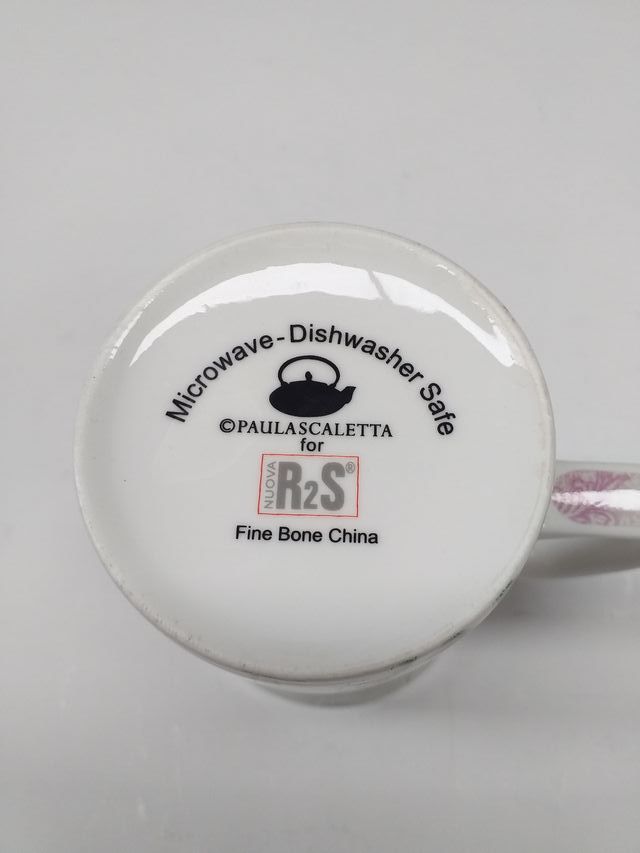 Microwave-Dishwasher Safe
©PAULASCALETTA
for
NUOVA R2S®
Fine Bone China